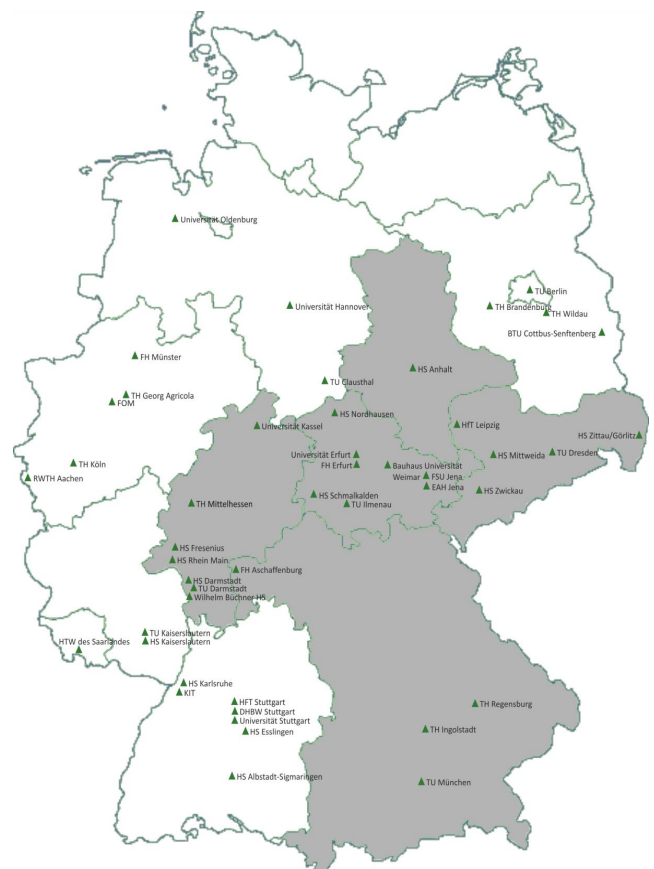 Universität Oldenburg
TU Berlin
Universität Hannover
TH Brandenburg
TH Wildau
BTU Cottbus-Senftenberg
FH Münster
HS Anhalt
TU Clausthal
TH Georg Agricola
FOM
HS Nordhausen
Universität Kassel
HfT Leipzig
HS Zittau/Görlitz
Universität Erfurt
HS Mittweida
TU Dresden
TH Köln
FH Erfurt
Bauhaus Universität
Weimar
FSU Jena
RWTH Aachen
EAH Jena
HS Zwickau
HS Schmalkalden
TH Mittelhessen
TU Ilmenau
HS Fresenius
HS Rhein Main
FH Aschaffenburg
HS Darmstadt
TU Darmstadt
Wilhelm Büchner HS
TU Kaiserslautern
HTW des Saarlandes
HS Kaiserslautern
HS Karlsruhe
KIT
HFT Stuttgart
TH Regensburg
DHBW Stuttgart
Universität Stuttgart
HS Esslingen
TH Ingolstadt
HS Albstadt-Sigmaringen
TU München